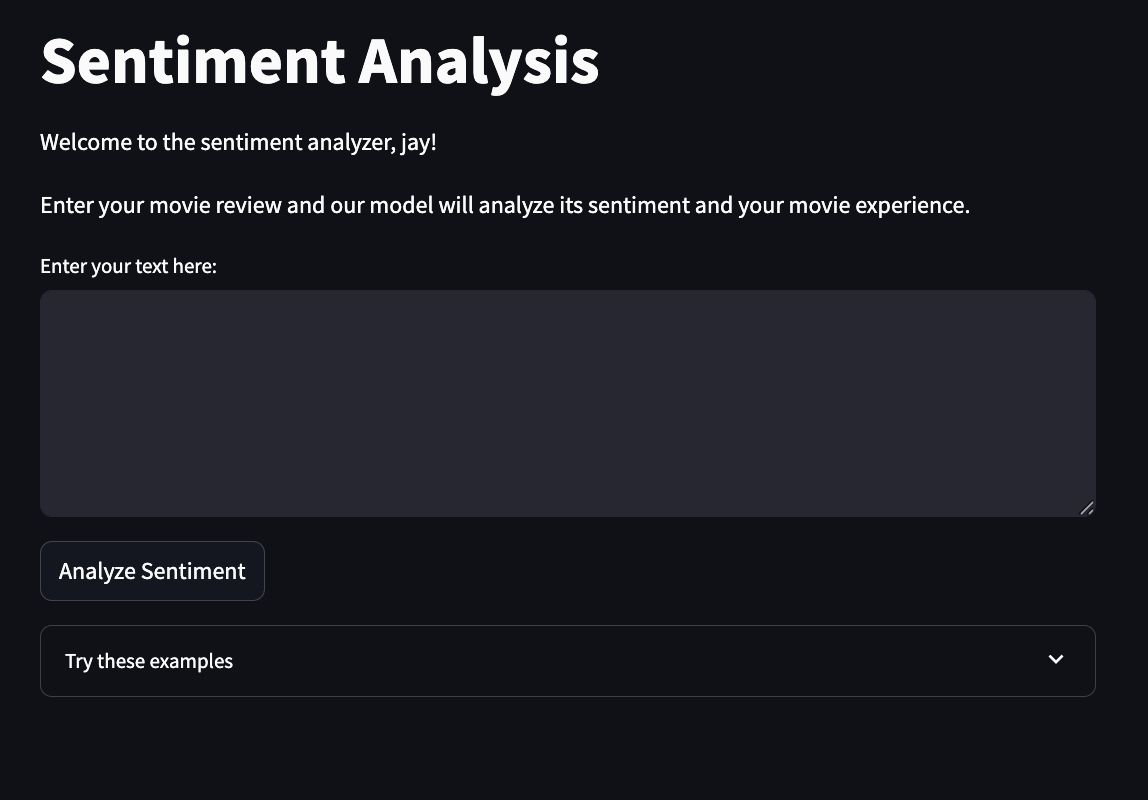 Sentiment Analysis
Welcome to the sentiment analyzer, jay!
Enter your movie review and our model will analyze its sentiment and your movie experience.
Enter your text here:
Analyze Sentiment
Try these examples